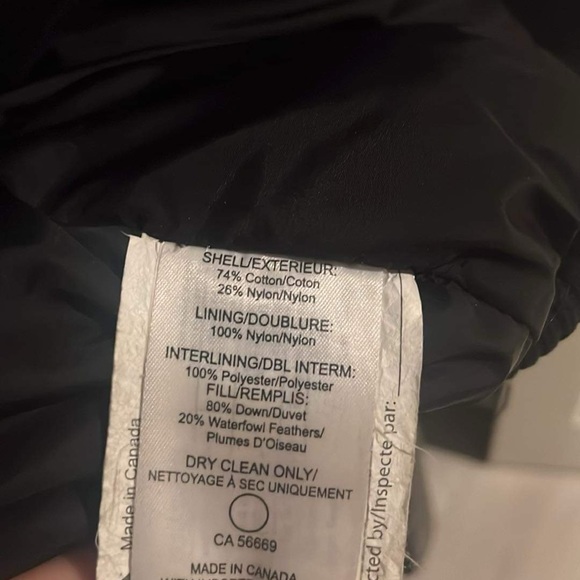 SHELL/EXTERIEUR:
74% Cotton/Coton
26% Nylon/Nylon
LINING/DOUBLURE:
100% Nylon/Nylon
INTERLINING/DBL INTERM:
100% Polyester/Polyester
FILL/REMPLIS:
80% Down/Duvet
20% Waterfowl Feathers/
Plumes D'Oiseau
DRY CLEAN ONLY/
NETTOYAGE À SEC UNIQUEMENT
CA 56669
MADE IN CANADA
Made in Canada
cted by/Inspecte par: